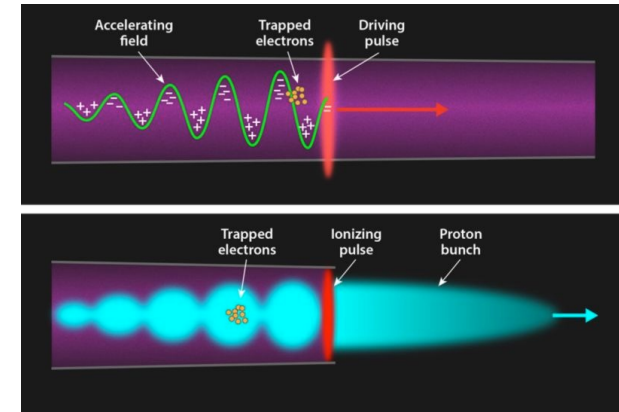 Accelerating Trapped Driving
field electrons pulse
Trapped Ionizing Proton
electrons pulse bunch